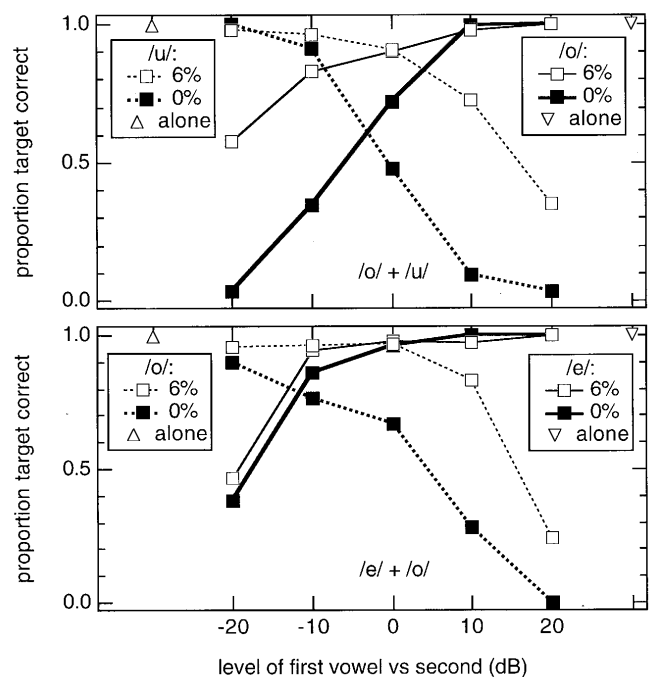 1.0
/u/:
6%
0%
alone
/o/:
6%
0%
alone
proportion target correct
0.5
/o/ + /u/
0.0
1.0
/o/:
6%
0%
alone
/e/:
6%
0%
alone
proportion target correct
0.5
/e/ + /o/
0.0
-20 -10 0 10 20
level of first vowel vs second (dB)